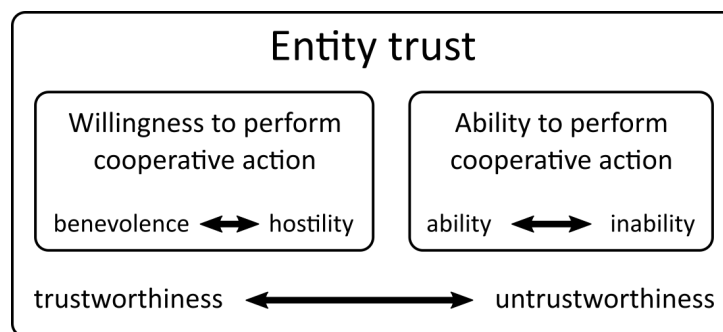 Entity trust
Willingness to perform
cooperative action
benevolence hostility
Ability to perform
cooperative action
ability inability
trustworthiness untrustworthiness